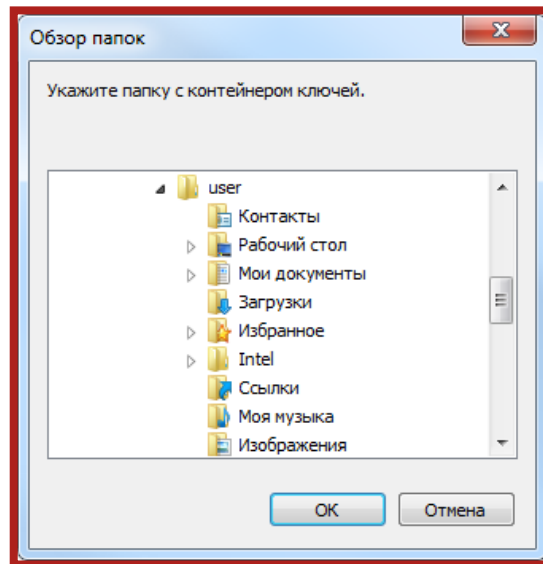 Обзор папок
Укажите папку с контейнером ключей.
user
Контакты
Рабочий стол
Мои документы
Загрузки
Избранное
Intel
Ссылки
Моя музыка
Изображения
ОК
Отмена